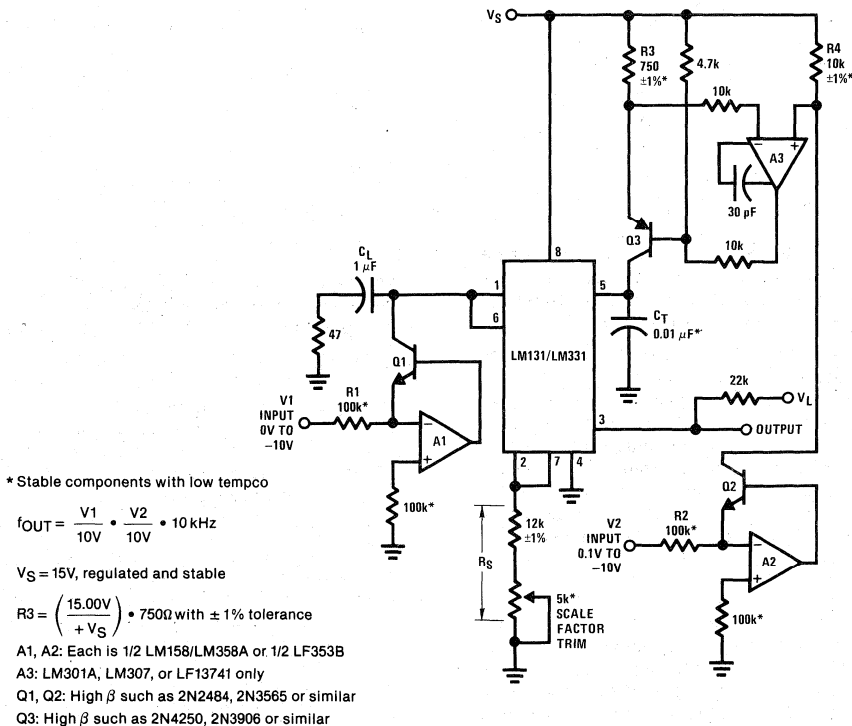 VS
R3
750
±1%*
4.7k
R4
10k
±1%*
10k
− +
A3
30 pF
Q3
10k
CL
1 µF
8
1
6
5
CT
0.01 µF*
47
LM131/LM331
Q1
22k
VL
R1
100k*
V1
INPUT
0V TO
−10V
−
+
A1
3
OUTPUT
2
7
4
100k*
Q2
12k
±1%
RS
V2
INPUT
0.1V TO
−10V
R2
100k*
−
+
A2
5k*
SCALE
FACTOR
TRIM
100k*
* Stable components with low tempco
fOUT = V1/10V • V2/10V • 10 kHz
VS = 15V, regulated and stable
R3 = (15.00V/+ VS) • 750Ω with ± 1% tolerance
A1, A2: Each is 1/2 LM158/LM358A or 1/2 LF353B
A3: LM301A, LM307, or LF13741 only
Q1, Q2: High β such as 2N2484, 2N3565 or similar
Q3: High β such as 2N4250, 2N3906 or similar